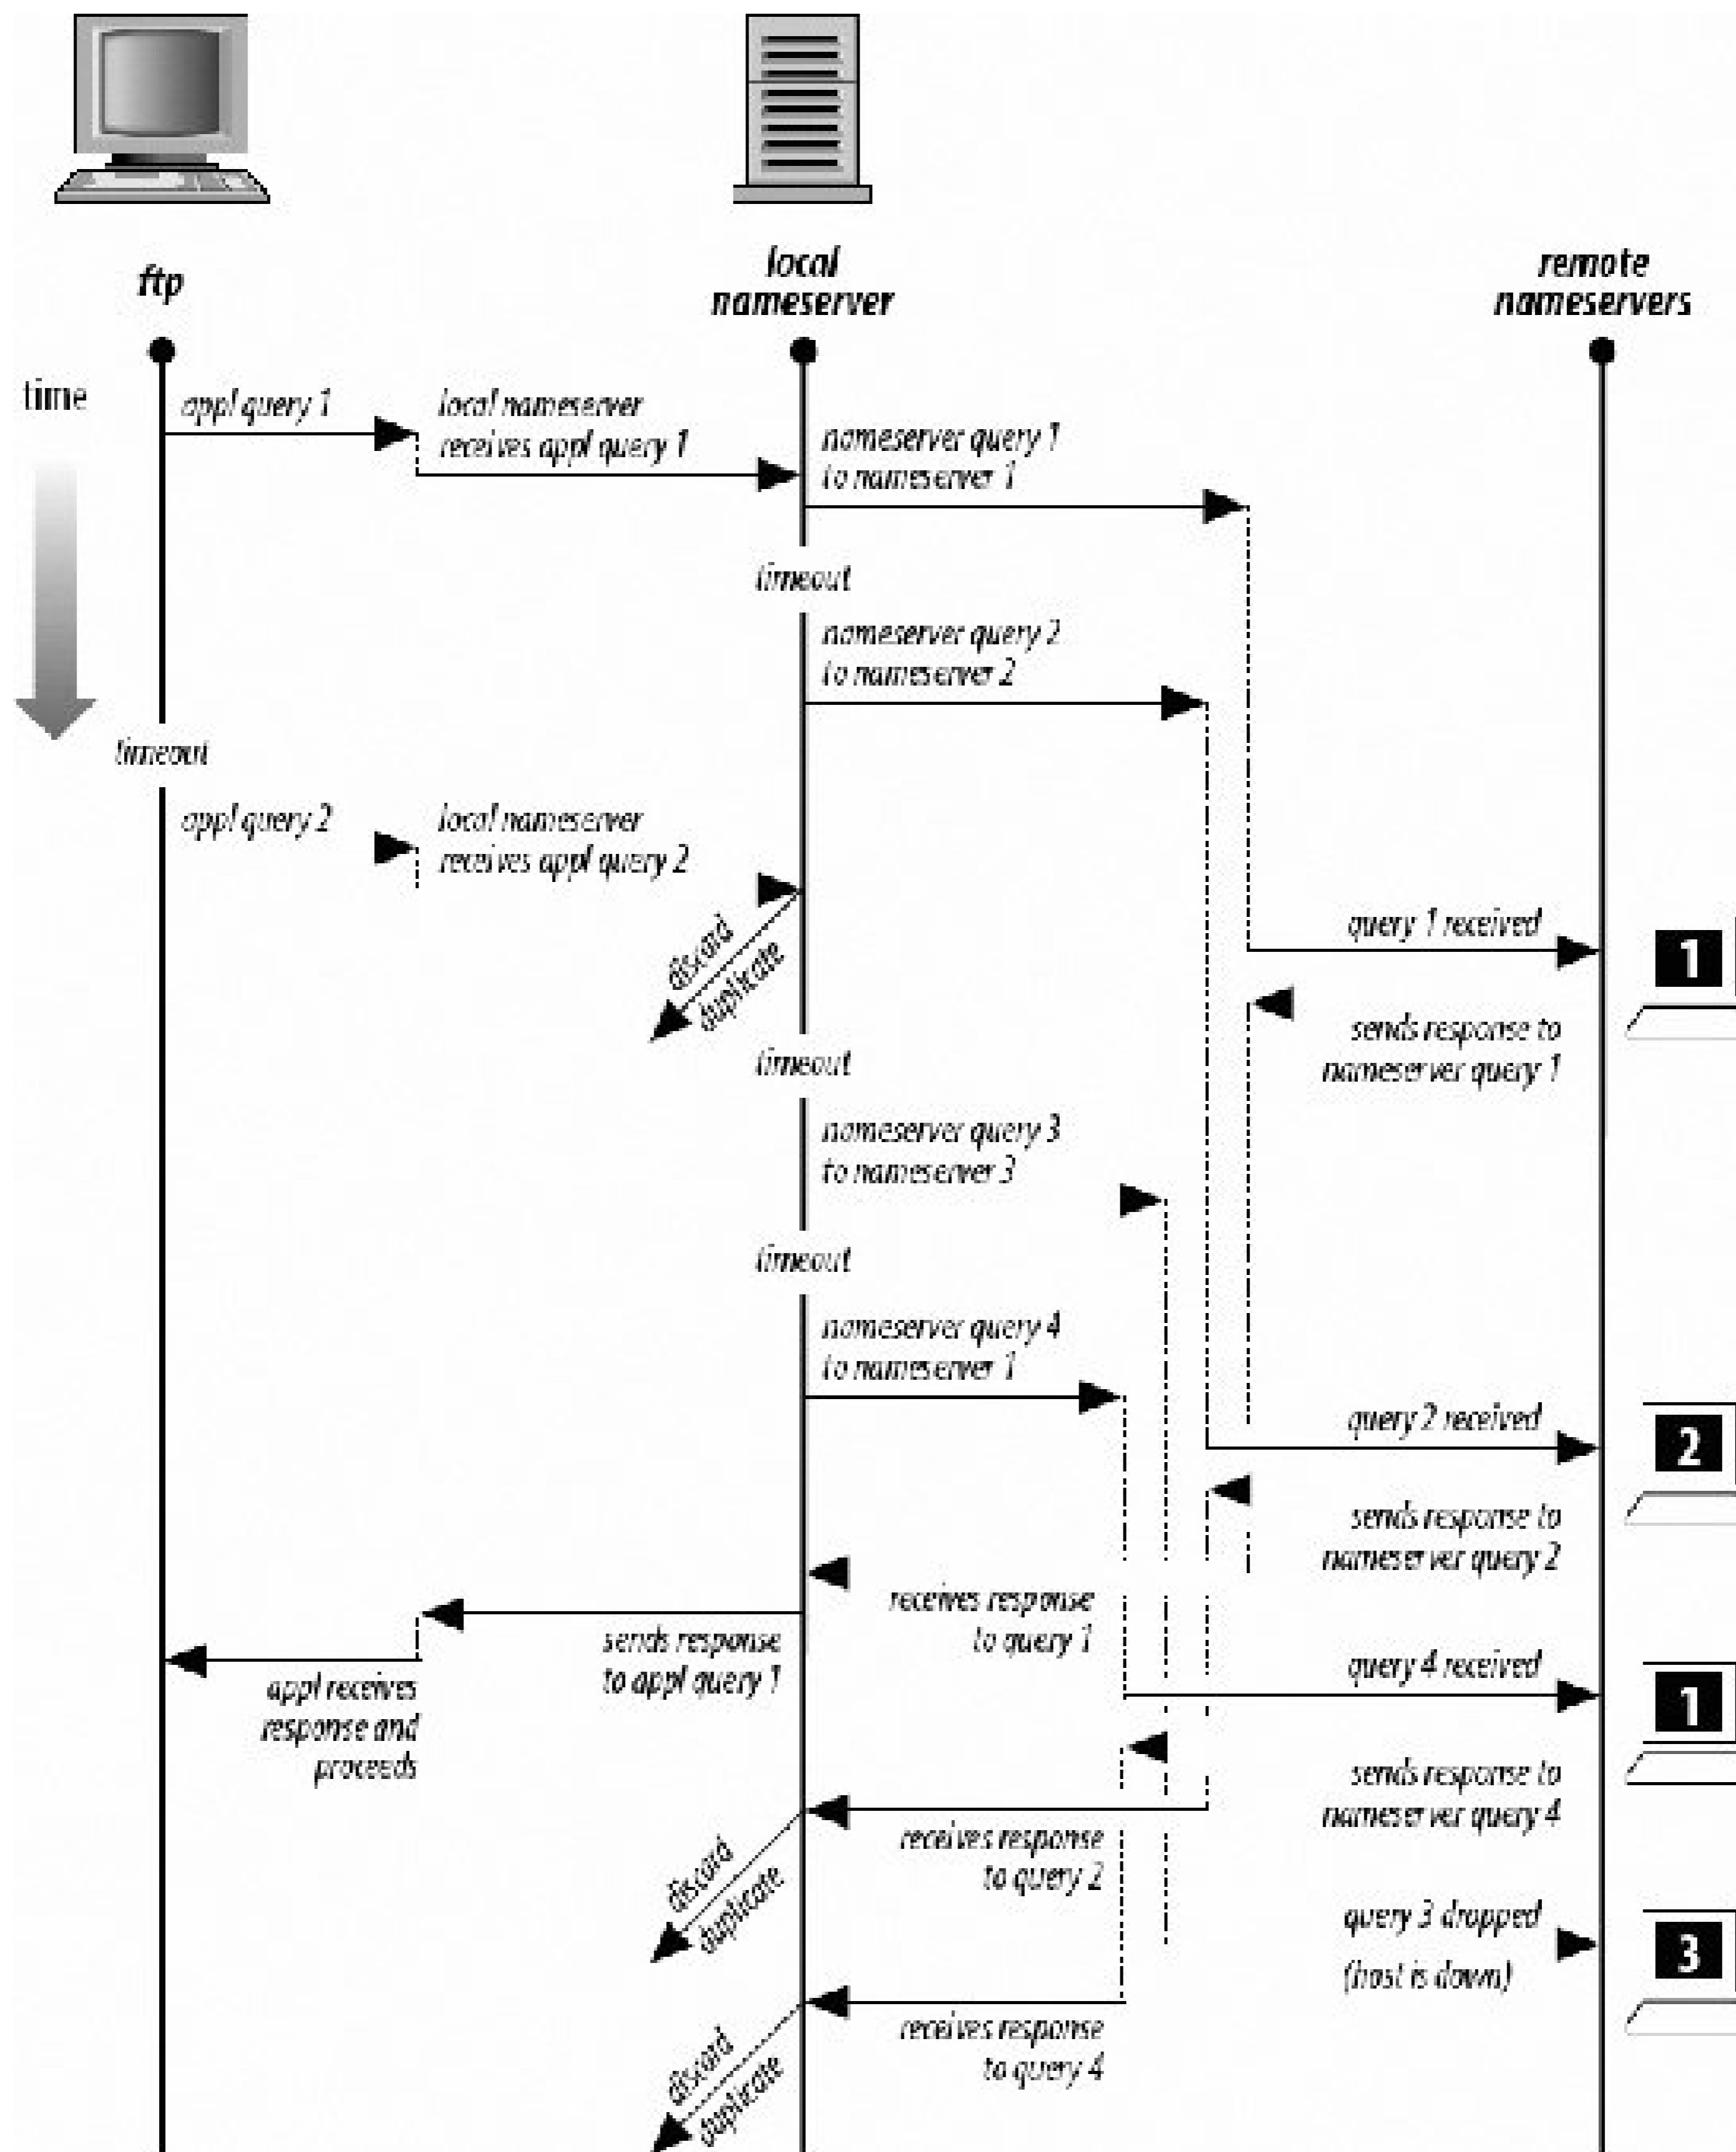 ftp
local
nameserver
remote
nameservers
time
appl query 1
local nameserver
receives appl query 1
nameserver query 1
to nameserver 1
timeout
nameserver query 2
to nameserver 2
timeout
appl query 2
local nameserver
receives appl query 2
discard
duplicate
query 1 received
1
sends response to
nameserver query 1
timeout
nameserver query 3
to nameserver 3
timeout
nameserver query 4
to nameserver 1
query 2 received
2
sends response to
nameserver query 2
receives response
to query 1
sends response
to appl query 1
appl receives
response and
proceeds
query 4 received
1
sends response to
nameserver query 4
receives response
to query 2
discard
duplicate
query 3 dropped
(host is down)
3
receives response
to query 4
discard
duplicate